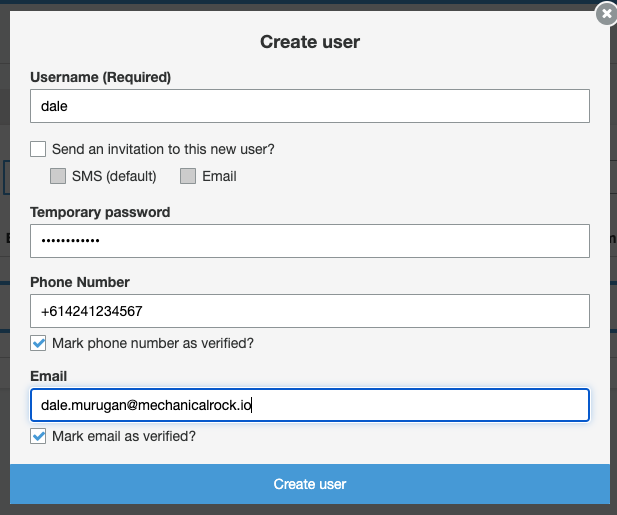 Create user
Username (Required)
dale
Send an invitation to this new user?
SMS (default) Email
Temporary password
••••••••••••
Phone Number
+614241234567
Mark phone number as verified?
Email
dale.murugan@mechanicalrock.io
Mark email as verified?
Create user